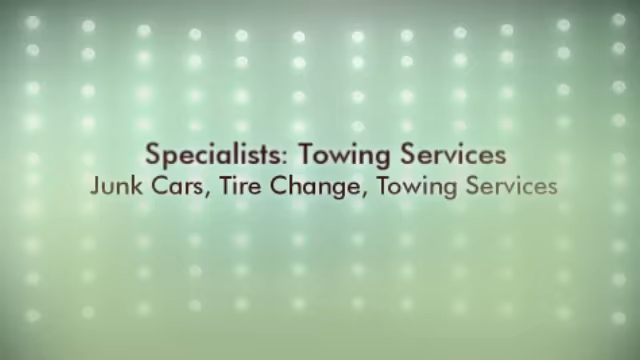 Specialists: Towing Services
Junk Cars, Tire Change, Towing Services